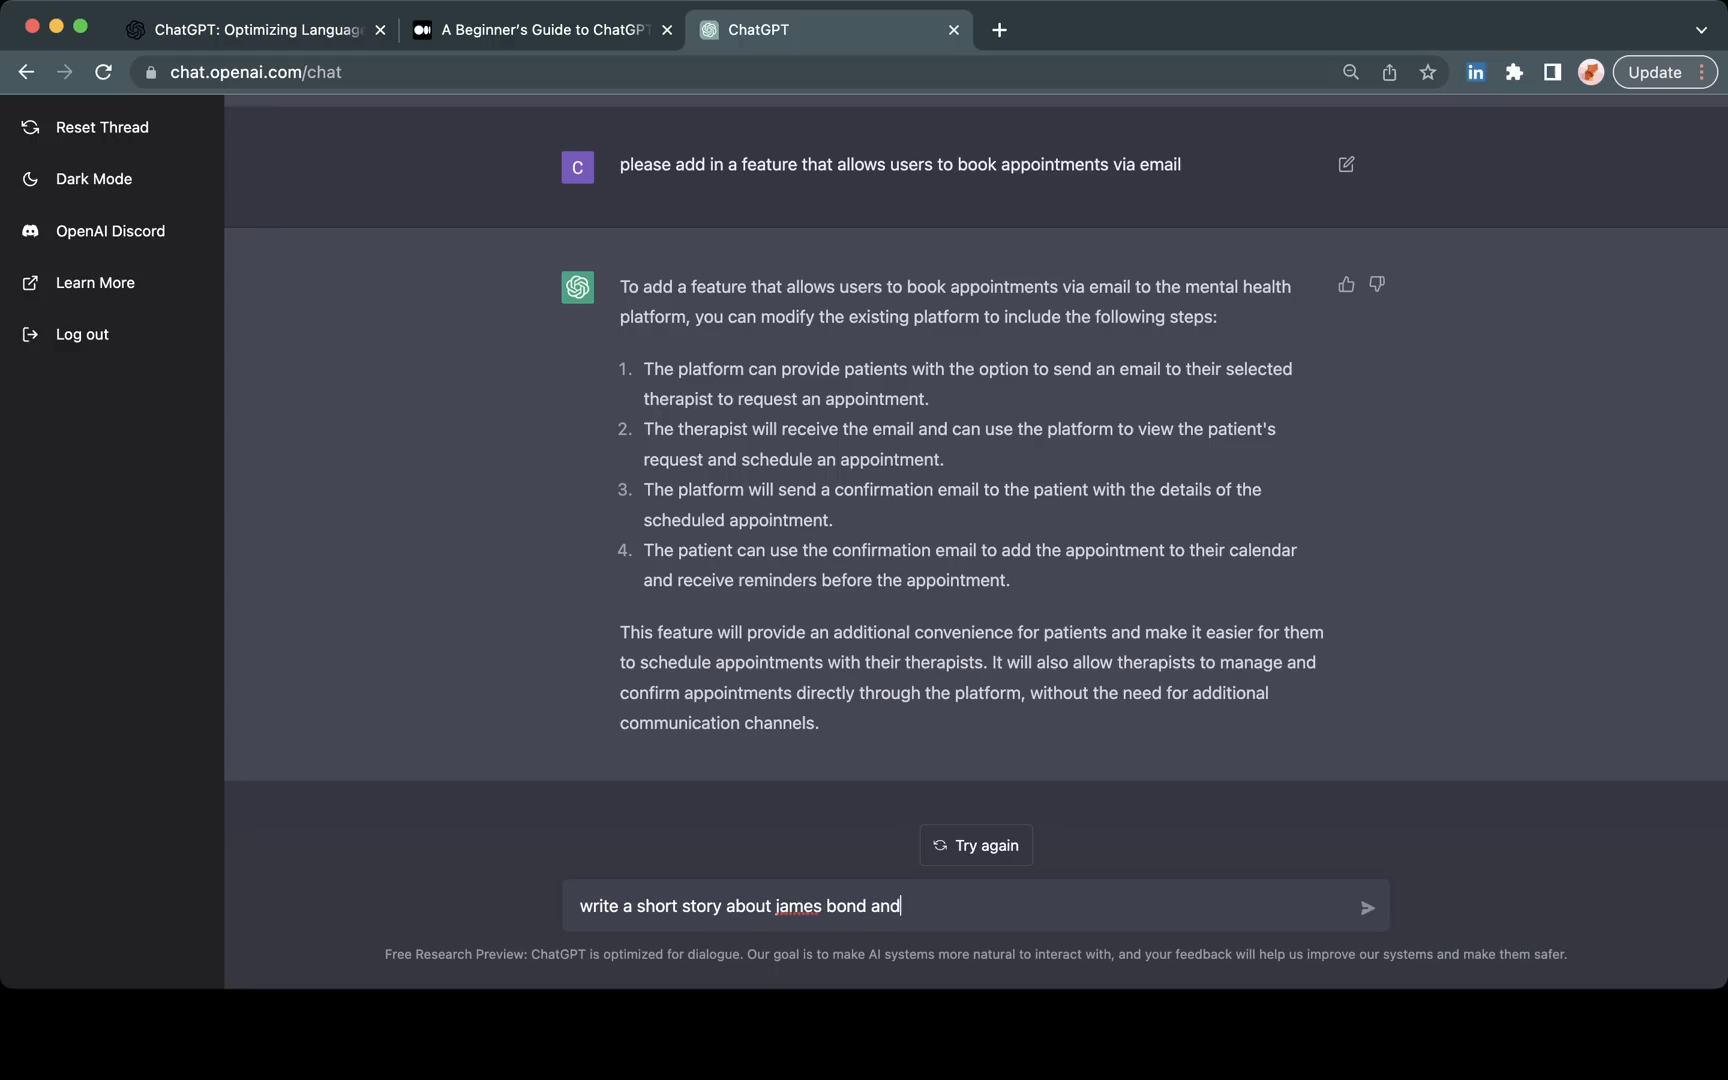 ChatGPT: Optimizing Language
A Beginner's Guide to ChatGPT
ChatGPT
chat.openai.com/chat
in
Update
Reset Thread
Dark Mode
OpenAI Discord
Learn More
Log out
C
please add in a feature that allows users to book appointments via email
To add a feature that allows users to book appointments via email to the mental health
platform, you can modify the existing platform to include the following steps:
1. The platform can provide patients with the option to send an email to their selected
therapist to request an appointment.
2. The therapist will receive the email and can use the platform to view the patient's
request and schedule an appointment.
3. The platform will send a confirmation email to the patient with the details of the
scheduled appointment.
4. The patient can use the confirmation email to add the appointment to their calendar
and receive reminders before the appointment.
This feature will provide an additional convenience for patients and make it easier for them
to schedule appointments with their therapists. It will also allow therapists to manage and
confirm appointments directly through the platform, without the need for additional
communication channels.
Try again
write a short story about james bond and
Free Research Preview: ChatGPT is optimized for dialogue. Our goal is to make AI systems more natural to interact with, and your feedback will help us improve our systems and make them safer.